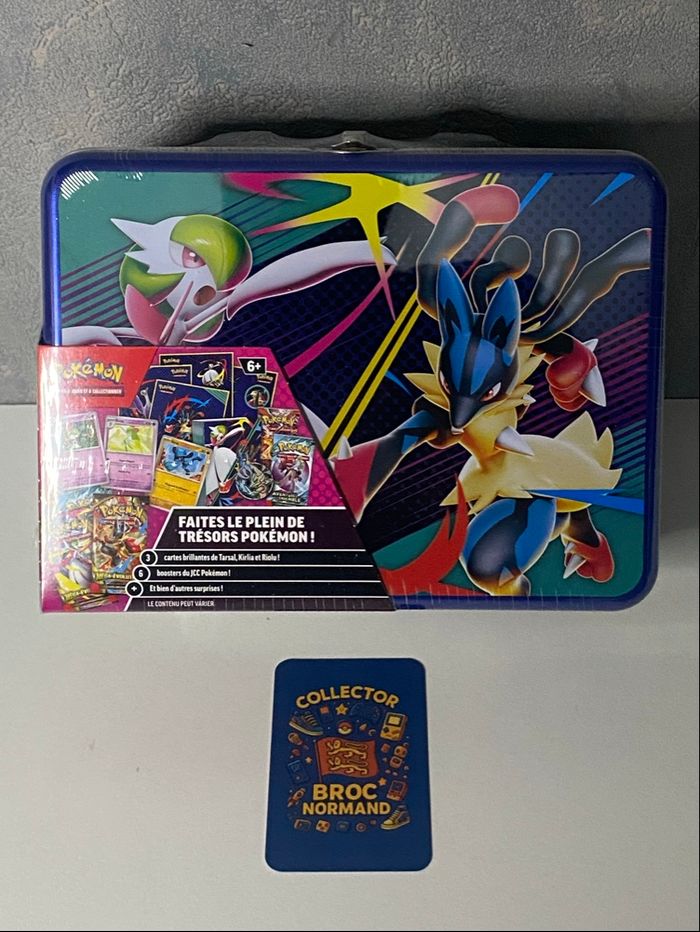 POKÉMON
6+
FAITES LE PLEIN DE
TRÉSORS POKÉMON !
3 cartes brillantes de Tarsal, Kirlia et Riolu !
6 boosters du JCC Pokémon !
+ Et bien d'autres surprises !
LE CONTENU PEUT VARIER.
COLLECTOR
BROC
NORMAND